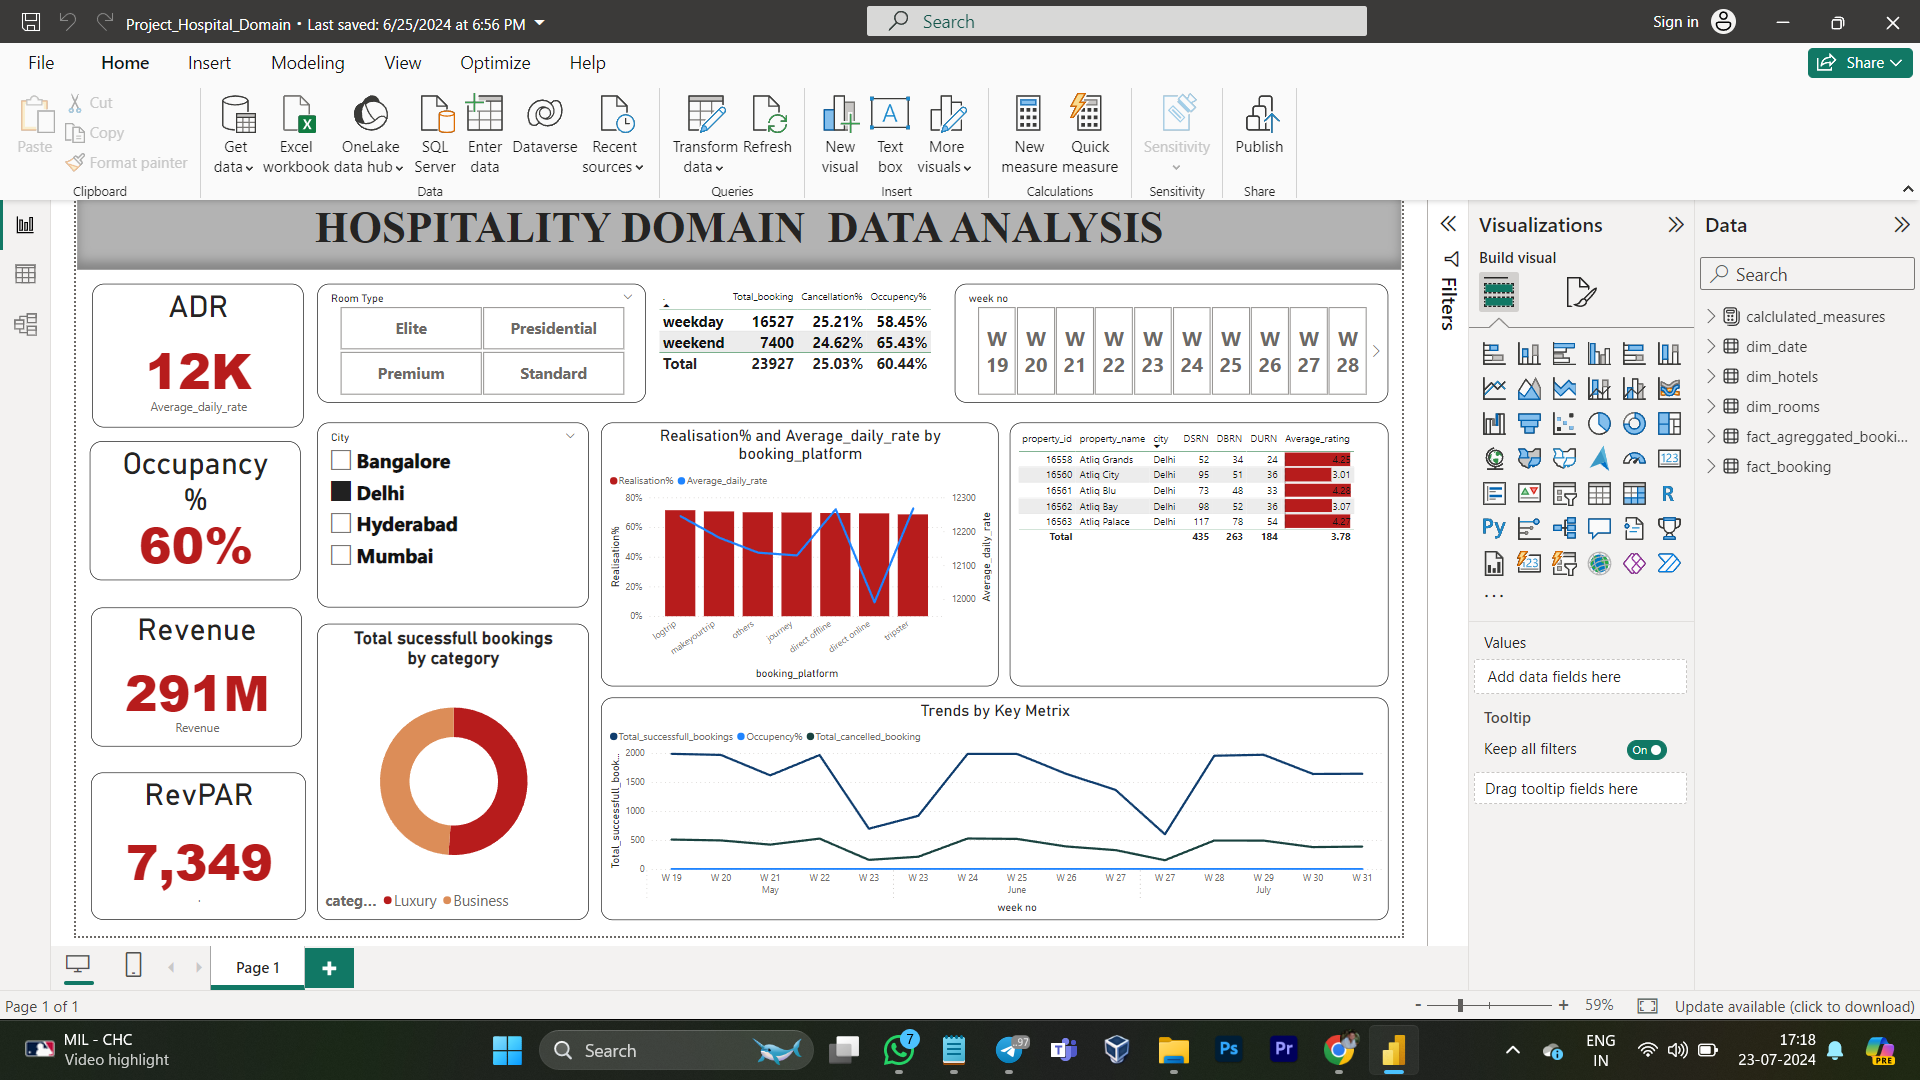 Project_Hospital_Domain • Last saved: 6/25/2024 at 6:56 PM
Search
Sign in
File Home Insert Modeling View Optimize Help
Share
Paste
Cut
Copy
Format painter
Clipboard
Get data
Excel workbook
OneLake data hub
SQL Server
Enter data
Dataverse
Recent sources
Data
Transform data
Refresh
Queries
New visual
Text box
More visuals
Insert
New measure
Quick measure
Calculations
Sensitivity
Sensitivity
Publish
Share
HOSPITALITY DOMAIN DATA ANALYSIS
ADR
12K
Average_daily_rate
Occupancy
%
60%
Revenue
291M
Revenue
RevPAR
7,349
Room Type
Elite Presidential
Premium Standard
. Total_booking Cancellation% Occupency%
weekday 16527 25.21% 58.45%
weekend 7400 24.62% 65.43%
Total 23927 25.03% 60.44%
week no
W 19 W 20 W 21 W 22 W 23 W 24 W 25 W 26 W 27 W 28
City
Bangalore
Delhi
Hyderabad
Mumbai
Total sucessfull bookings
by category
categ... Luxury Business
Realisation% and Average_daily_rate by
booking_platform
Realisation% Average_daily_rate
Realisation%
80%
60%
40%
20%
0%
12300
12200
12100
12000
Average_daily_rate
logtrip makeyourtrip others journey direct offline direct online tripster
booking_platform
property_id property_name city DSRN DBRN DURN Average_rating
16558 Atliq Grands Delhi 52 34 24 4.25
16560 Atliq City Delhi 95 51 36 3.01
16561 Atliq Blu Delhi 73 48 33 4.28
16562 Atliq Bay Delhi 98 52 36 3.07
16563 Atliq Palace Delhi 117 78 54 4.27
Total 435 263 184 3.78
Trends by Key Metrix
Total_successfull_bookings Occupency% Total_cancelled_booking
Total_successfull_book...
2000
1500
1000
500
0
W 19 W 20 W 21 W 22 W 23 W 23 W 24 W 25 W 26 W 27 W 27 W 28 W 29 W 30 W 31
May June July
week no
Filters
Visualizations
Build visual
123
R
Py
123
...
Values
Add data fields here
Tooltip
Keep all filters
On
Drag tooltip fields here
Data
Search
calclulated_measures
dim_date
dim_hotels
dim_rooms
fact_agreggated_booki...
fact_booking
Page 1
+
Page 1 of 1
- + 59%
Update available (click to download)
MIL - CHC
Video highlight
Search
7
..97
Ps
Pr
ENG
IN
17:18
23-07-2024
PRE